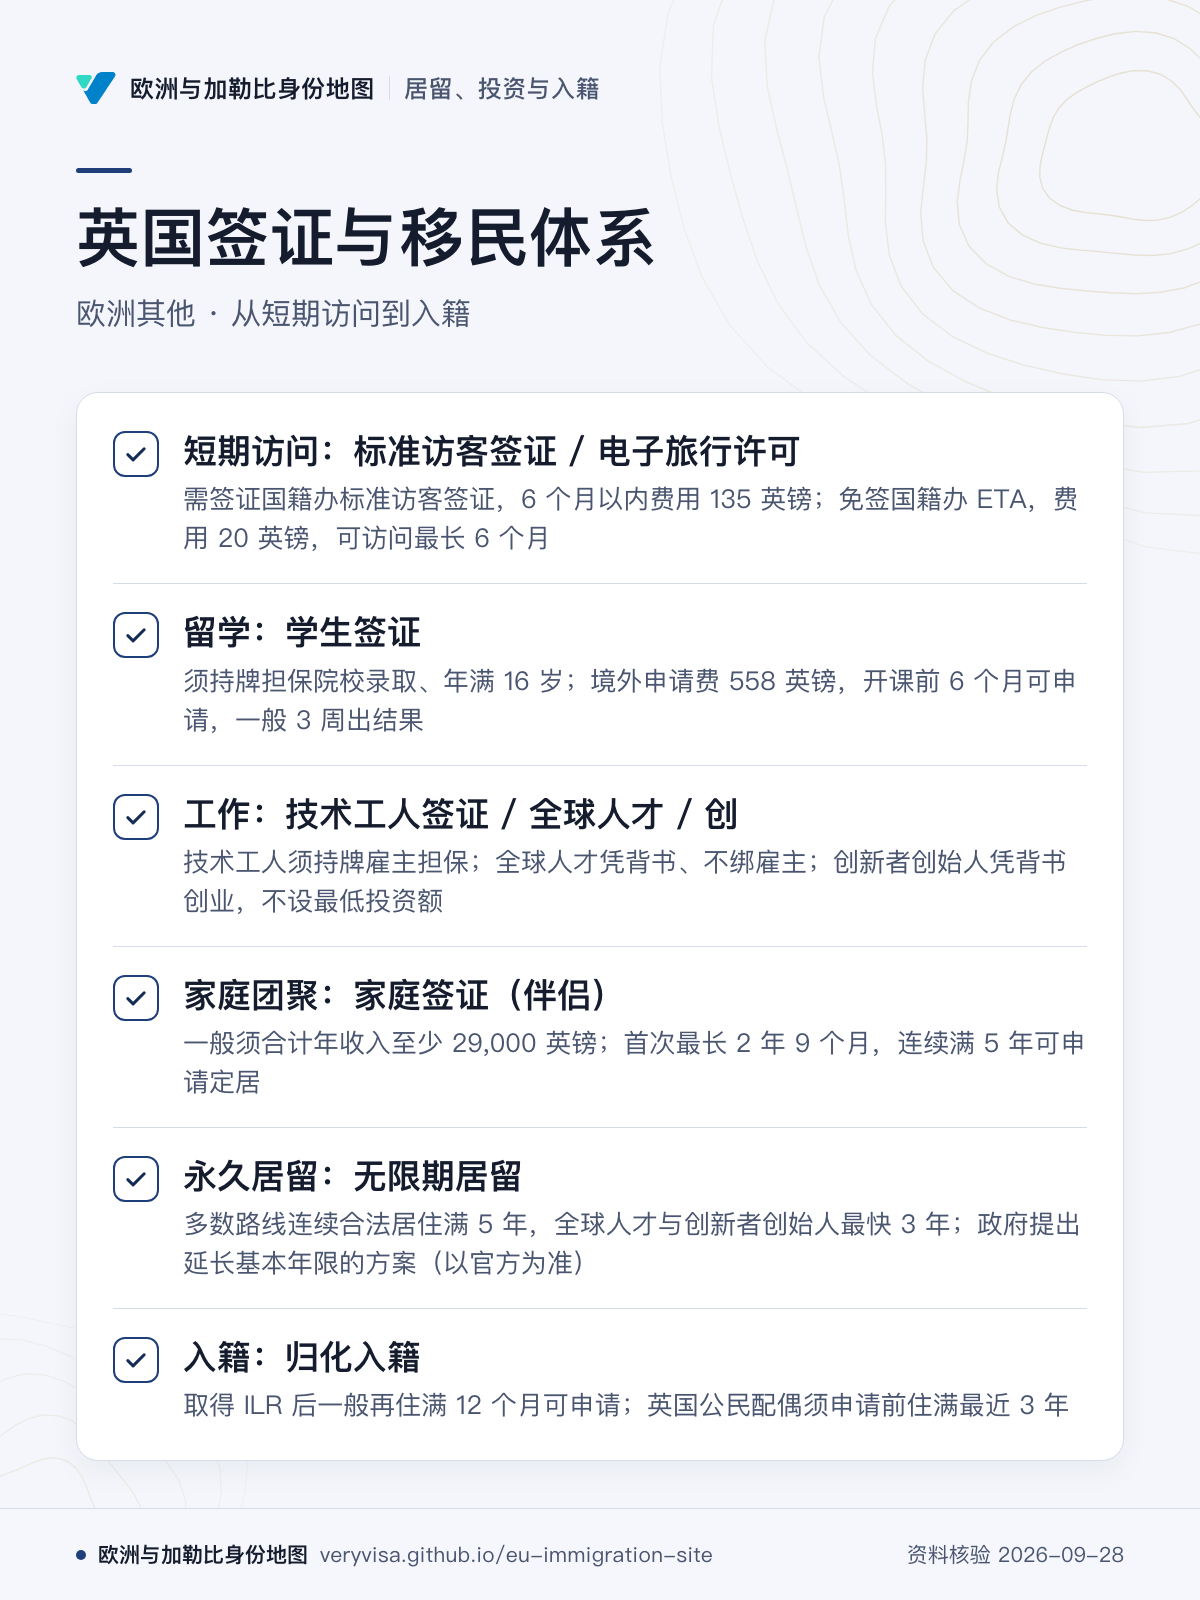 欧洲与加勒比身份地图 居留、投资与入籍
英国签证与移民体系
欧洲其他 · 从短期访问到入籍
短期访问：标准访客签证 / 电子旅行许可
需签证国籍办标准访客签证，6 个月以内费用 135 英镑；免签国籍办 ETA，费
用 20 英镑，可访问最长 6 个月
留学：学生签证
须持牌担保院校录取、年满 16 岁；境外申请费 558 英镑，开课前 6 个月可申
请，一般 3 周出结果
工作：技术工人签证 / 全球人才 / 创
技术工人须持牌雇主担保；全球人才凭背书、不绑雇主；创新者创始人凭背书
创业，不设最低投资额
家庭团聚：家庭签证（伴侣）
一般须合计年收入至少 29,000 英镑；首次最长 2 年 9 个月，连续满 5 年可申
请定居
永久居留：无限期居留
多数路线连续合法居住满 5 年，全球人才与创新者创始人最快 3 年；政府提出
延长基本年限的方案（以官方为准）
入籍：归化入籍
取得 ILR 后一般再住满 12 个月可申请；英国公民配偶须申请前住满最近 3 年
欧洲与加勒比身份地图 veryvisa.github.io/eu-immigration-site 资料核验 2026-09-28